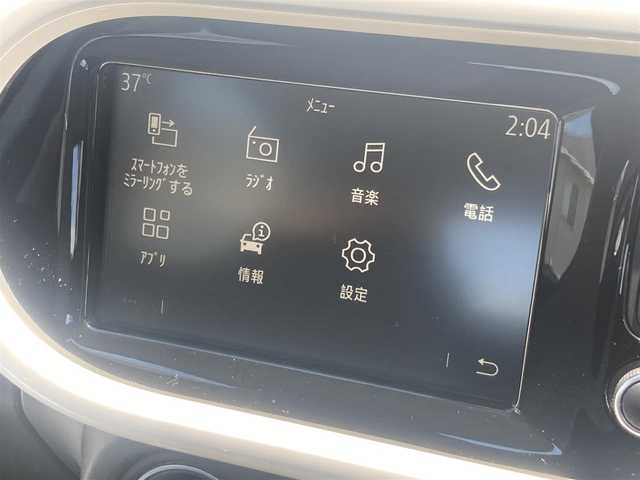 37℃
メニュー
2:04
スマートフォンを
ミラーリングする
ラジオ
音楽
電話
アプリ
情報
設定